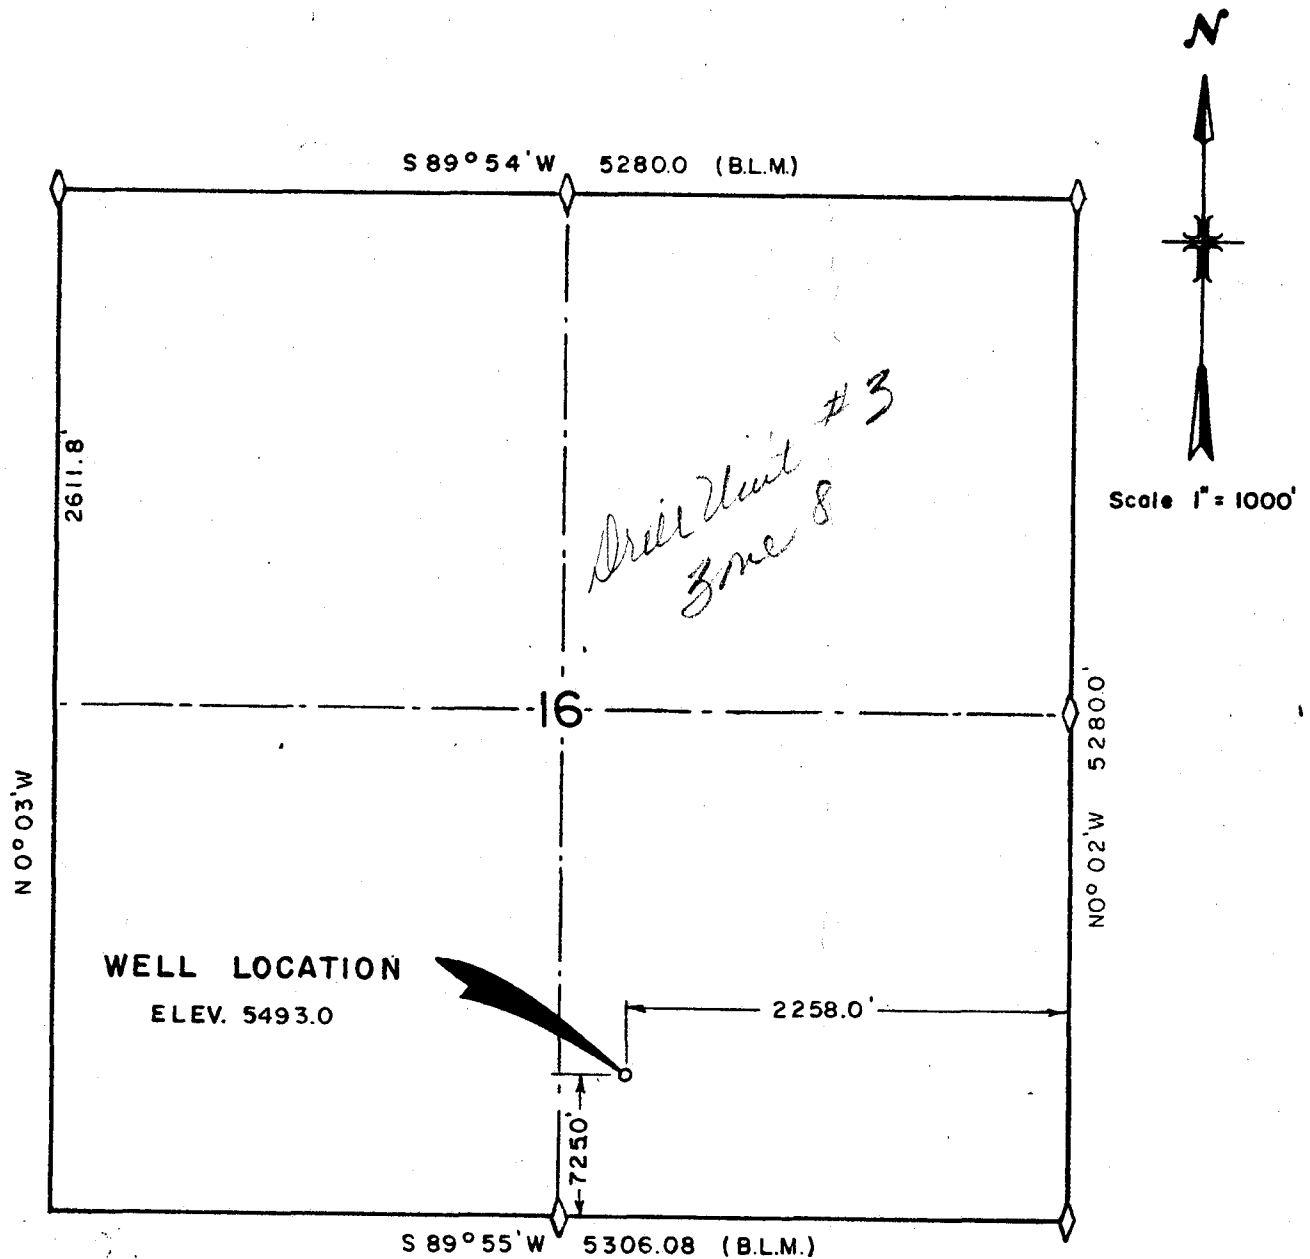 N
S 89° 54' W 5280.0 (B.L.M.)
2611.8'
Drill Unit #3
Zone 8
Scale 1" = 1000'
16
N 0° 03' W
N 0° 02' W 5280.0'
WELL LOCATION
ELEV. 5493.0
2258.0'
725.0'
S 89° 55' W 5306.08 (B.L.M.)